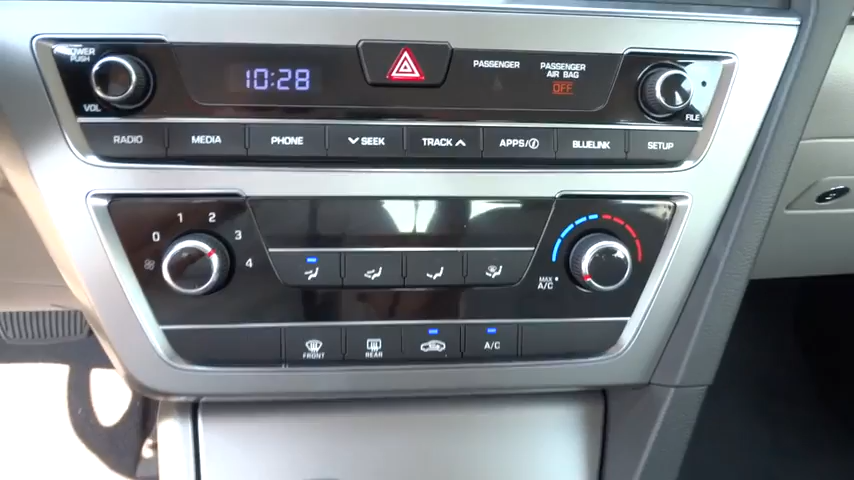 POWER
PUSH
VOL
10:28
PASSENGER
PASSENGER
AIR BAG
OFF
FILE
RADIO
MEDIA
PHONE
SEEK
TRACK
APPS
BLUELINK
SETUP
0 1 2 3 4
A/C
MAX
A/C
FRONT
REAR
A/C